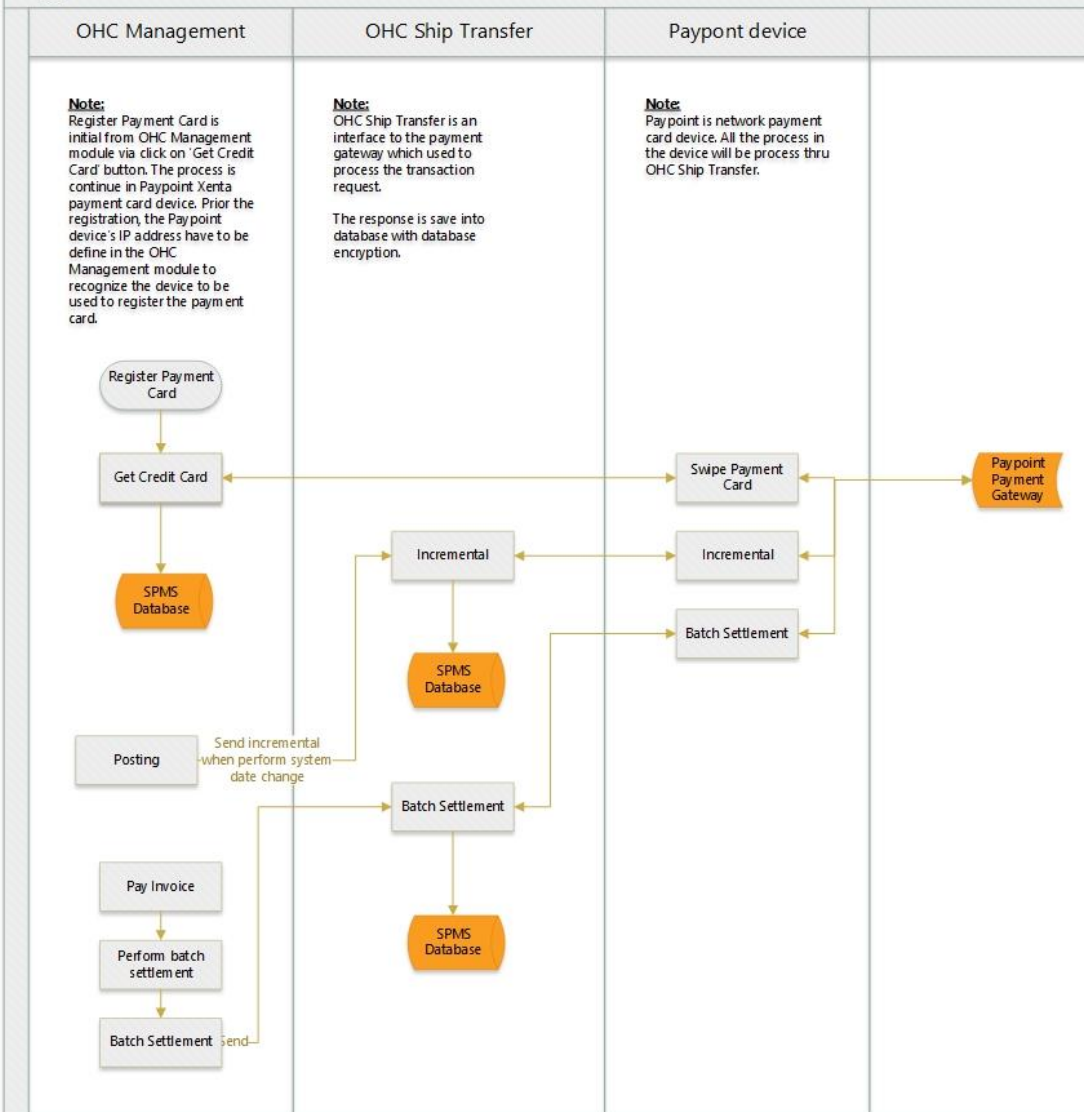 OHC Management
OHC Ship Transfer
Paypont device
Note:
Register Payment Card is
initial from OHC Management
module via click on 'Get Credit
Card' button. The process is
continue in Paypoint Xenta
payment card device. Prior the
registration, the Paypoint
device's IP address have to be
define in the OHC
Management module to
recognize the device to be
used to register the payment
card.
Note:
OHC Ship Transfer is an
interface to the payment
gateway which used to
process the transaction
request.
The response is save into
database with database
encryption.
Note:
Paypoint is network payment
card device. All the process in
the device will be process thru
OHC Ship Transfer.
Register Payment
Card
Get Credit Card
Swipe Payment
Card
Paypoint
Payment
Gateway
Incremental
Incremental
SPMS
Database
Batch Settlement
SPMS
Database
Posting
Send incremental
when perform system
date change
Batch Settlement
Pay Invoice
SPMS
Database
Perform batch
settlement
Batch Settlement
Send